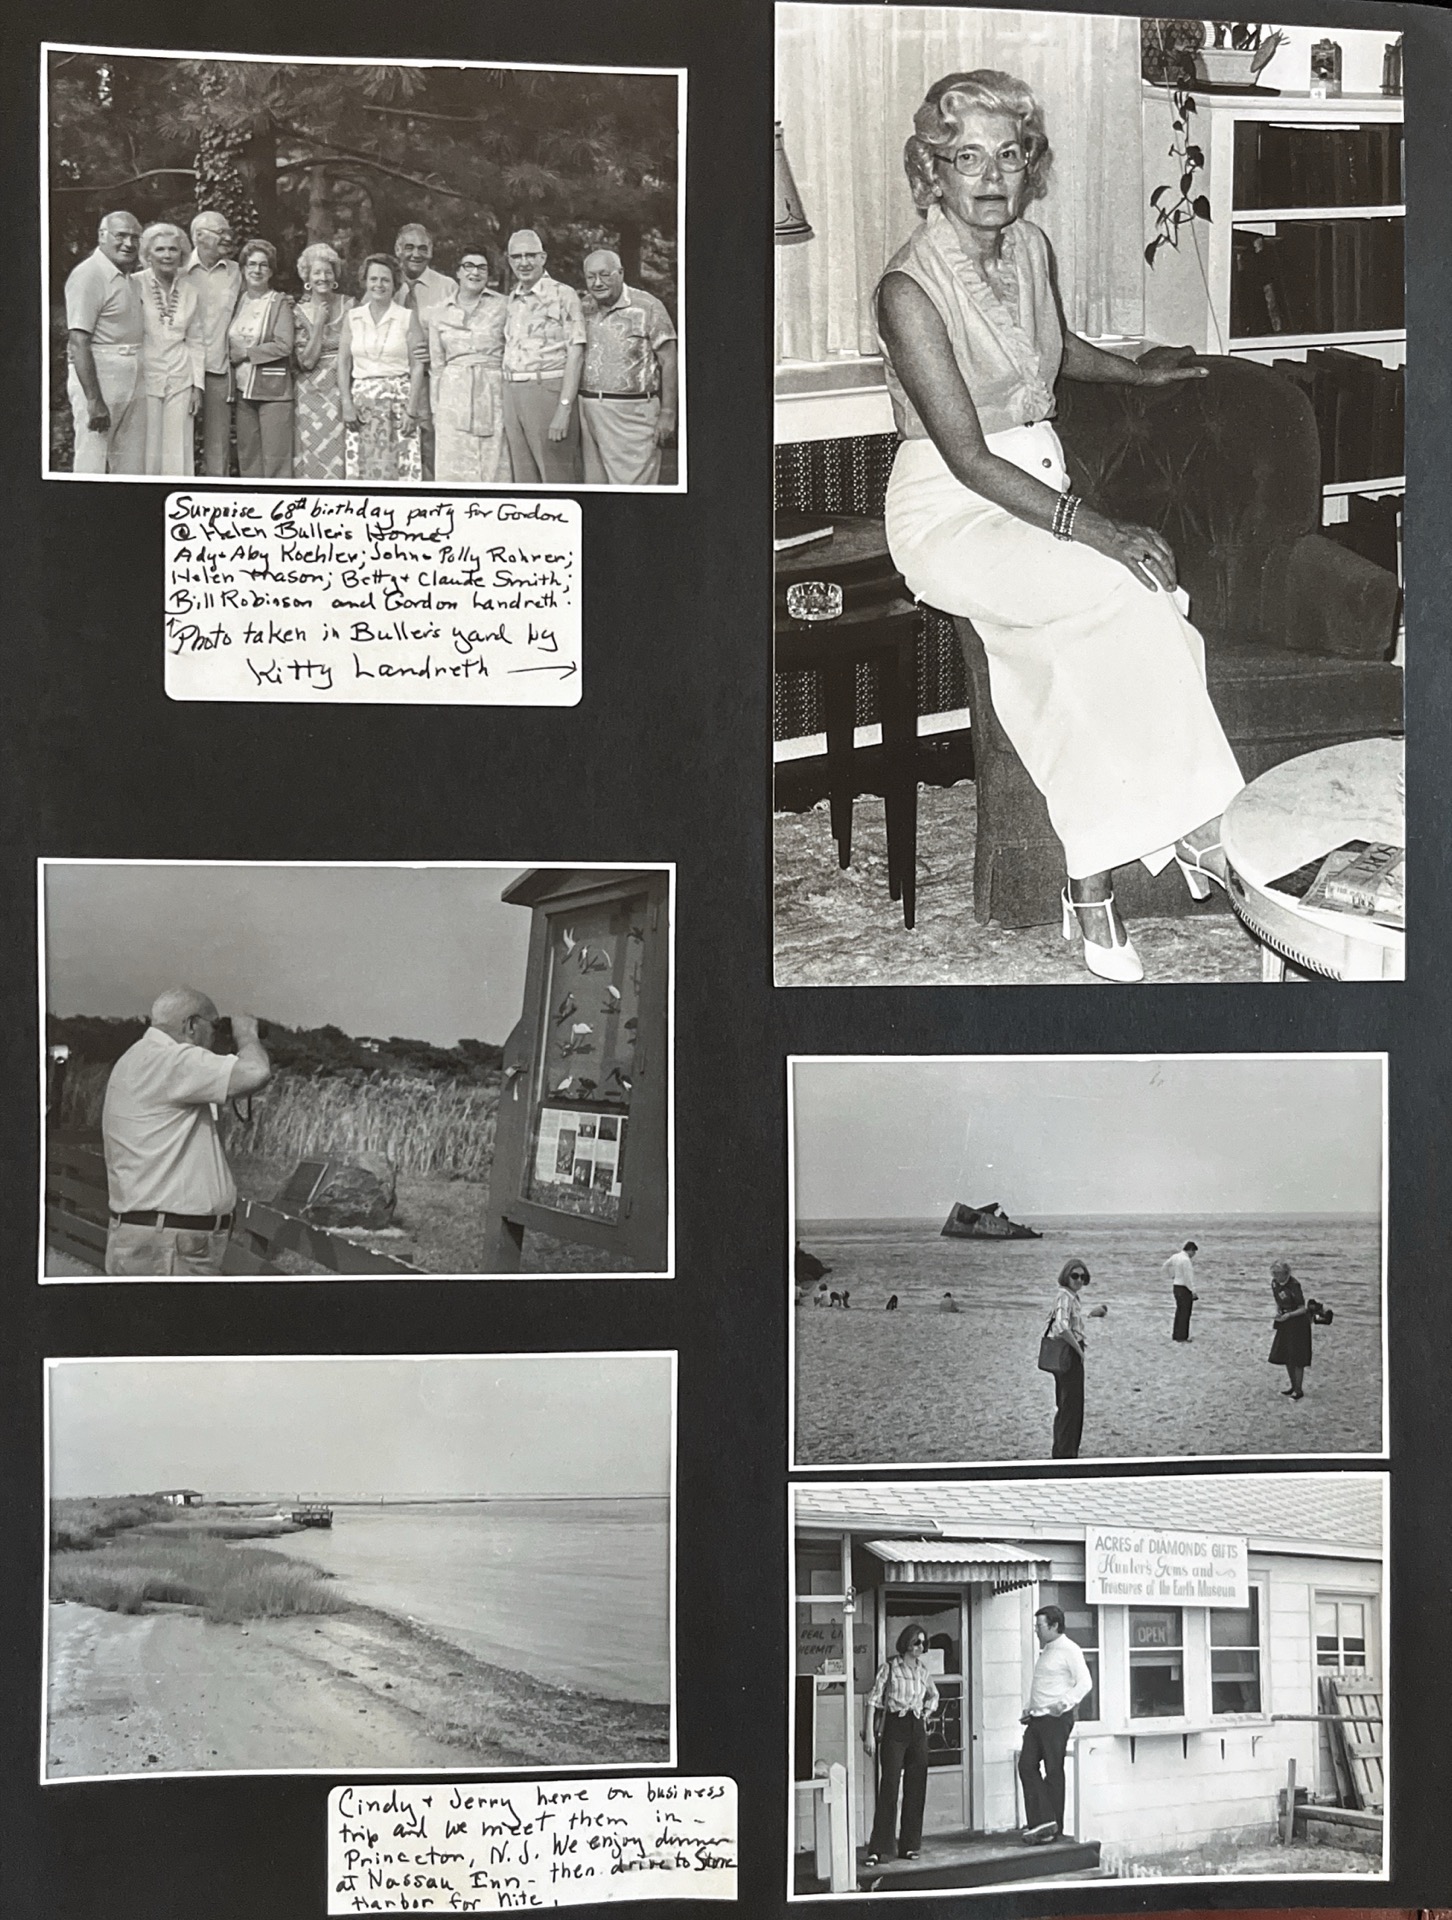 Surprise 68th birthday party for Gordon
@ Helen Buller's Home.
Ady + Aby Koehler; John + Polly Rohrer;
Helen Mason; Betty + Claude Smith;
Bill Robinson and Gordon Landreth.
↑ Photo taken in Buller's yard by
Kitty Landreth →
ACRES of DIAMONDS GIFTS
Hunter's Gems and
Treasures of the Earth Museum
OPEN
REAL LI
HERMIT
Cindy + Jerry here on business
trip and we meet them in -
Princeton, N.J. We enjoy dinner
at Nassau Inn - then drive to Stone
Harbor for nite.